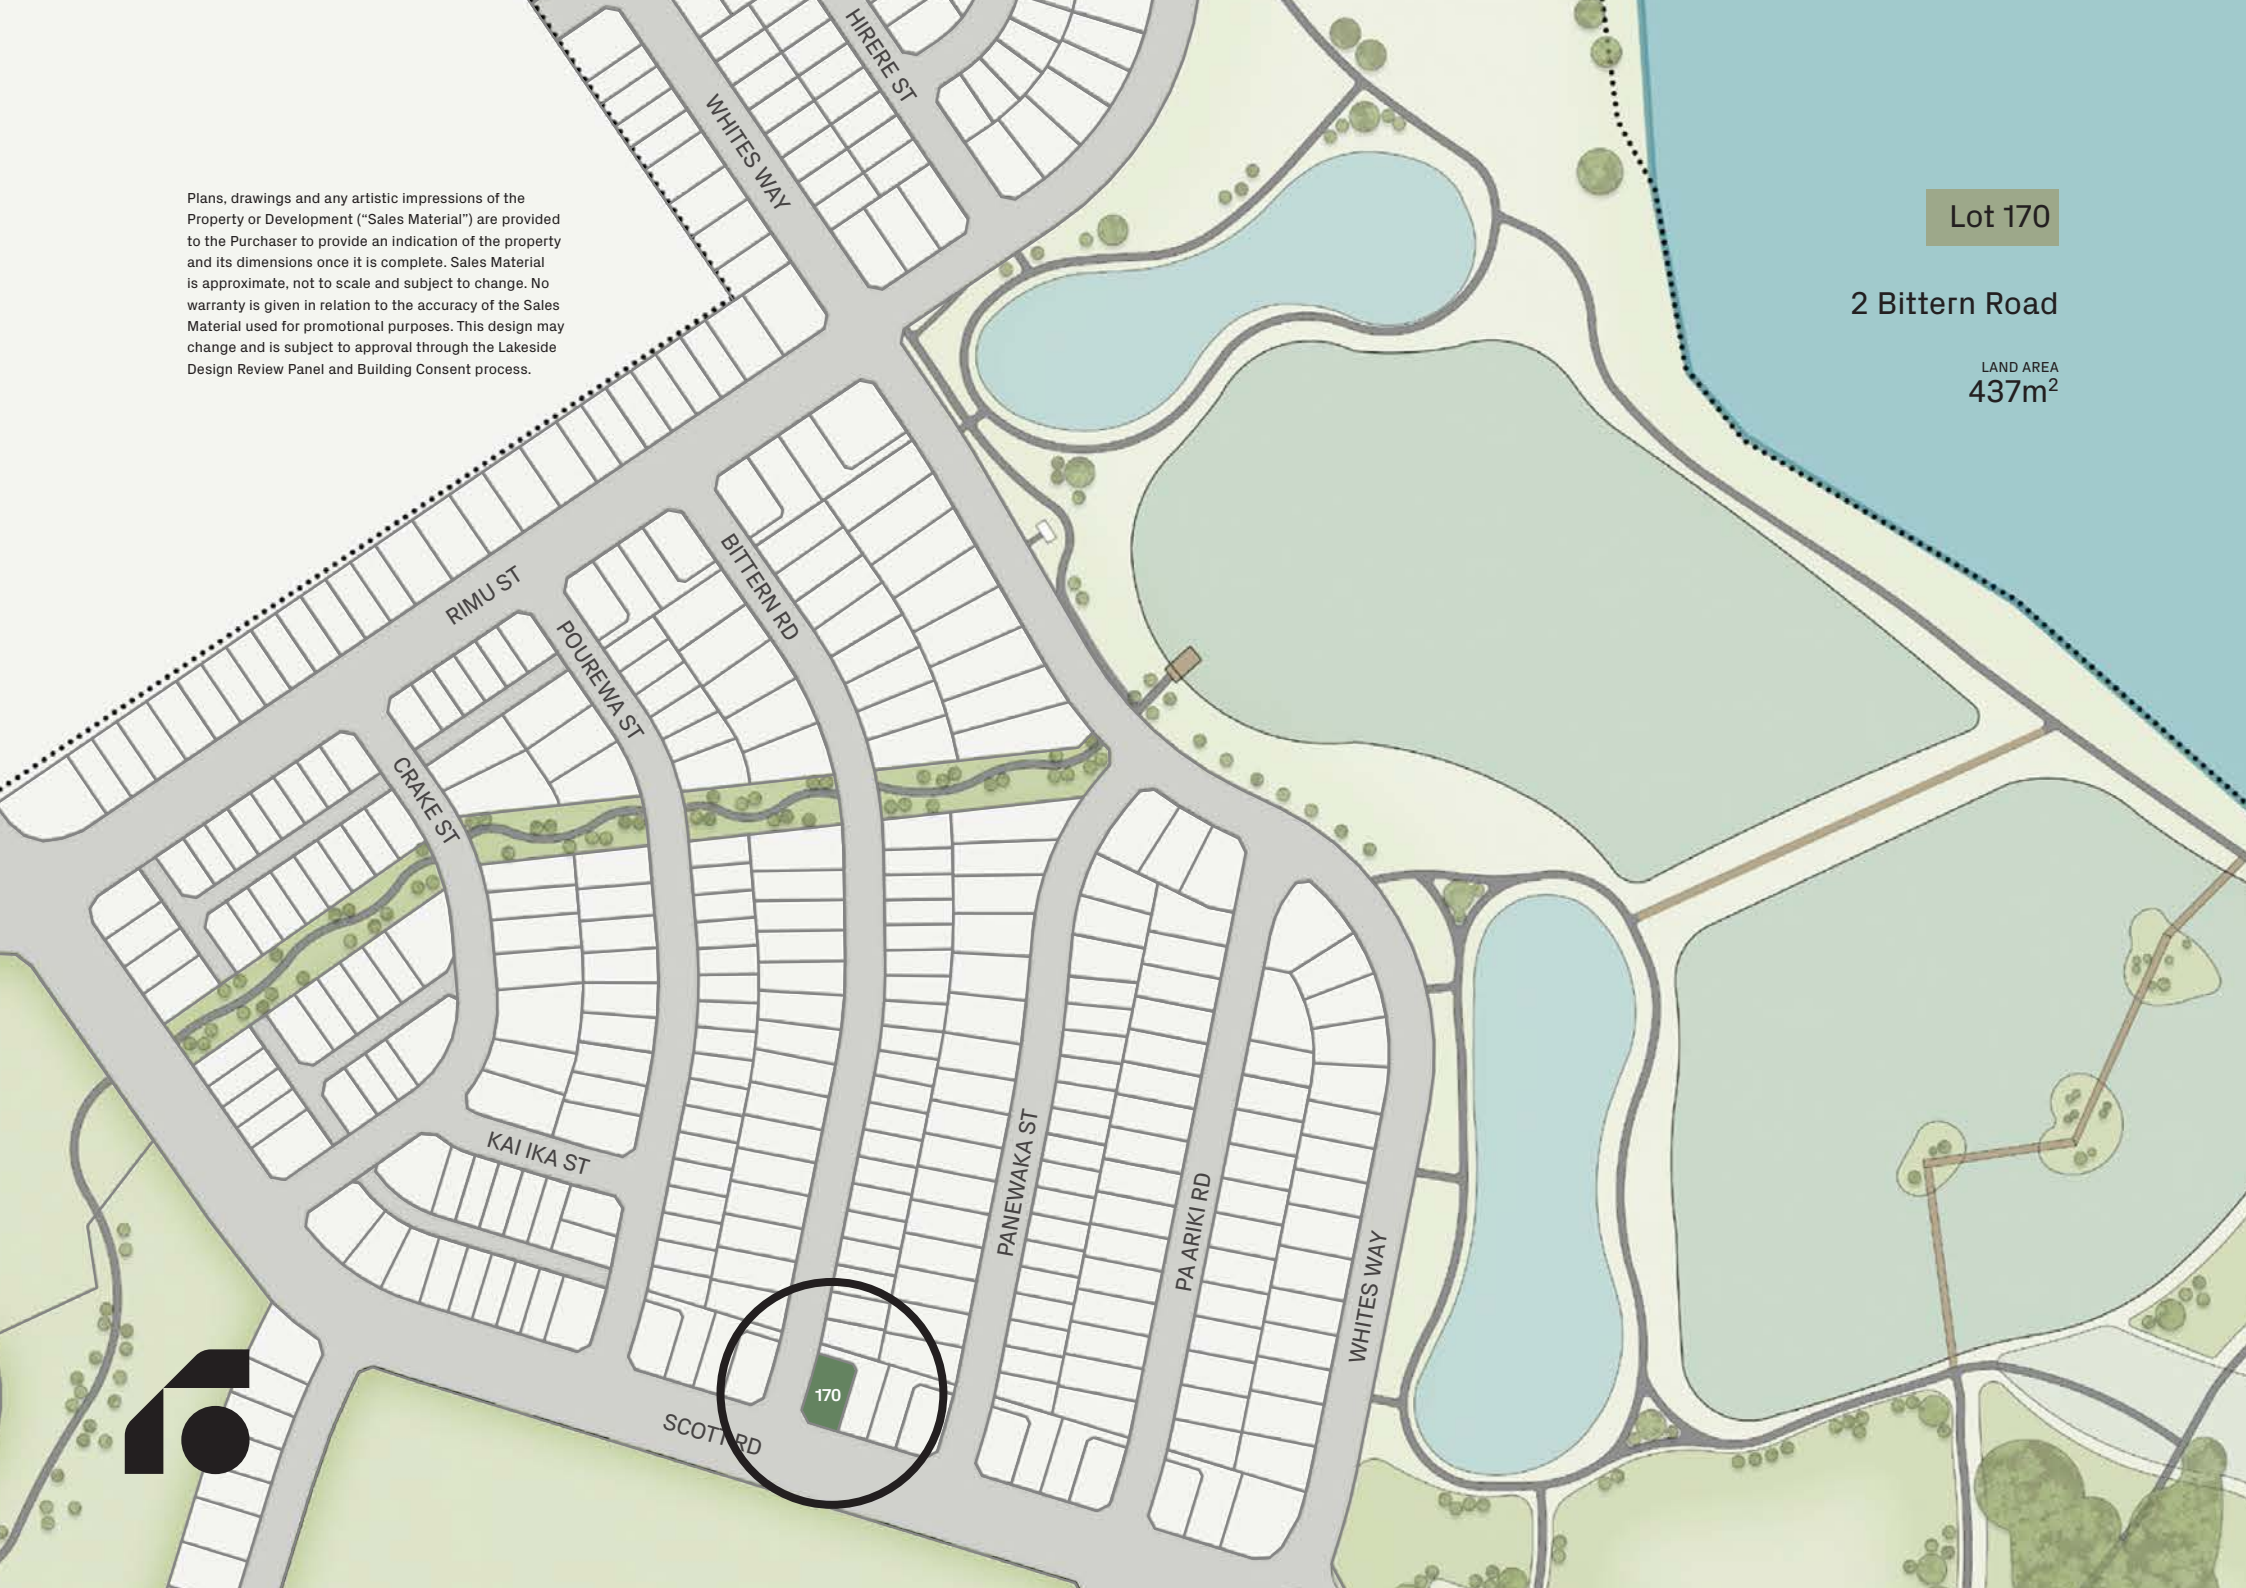 HIRERE ST
WHITES WAY
Plans, drawings and any artistic impressions of the
Property or Development (“Sales Material”) are provided
to the Purchaser to provide an indication of the property
and its dimensions once it is complete. Sales Material
is approximate, not to scale and subject to change. No
warranty is given in relation to the accuracy of the Sales
Material used for promotional purposes. This design may
change and is subject to approval through the Lakeside
Design Review Panel and Building Consent process.
Lot 170
2 Bittern Road
LAND AREA
437m²
RIMU ST
BITTERN RD
POUREWA ST
CRAKE ST
KAI IKA ST
PANEWAKA ST
PA ARIKI RD
WHITES WAY
170
SCOTT RD